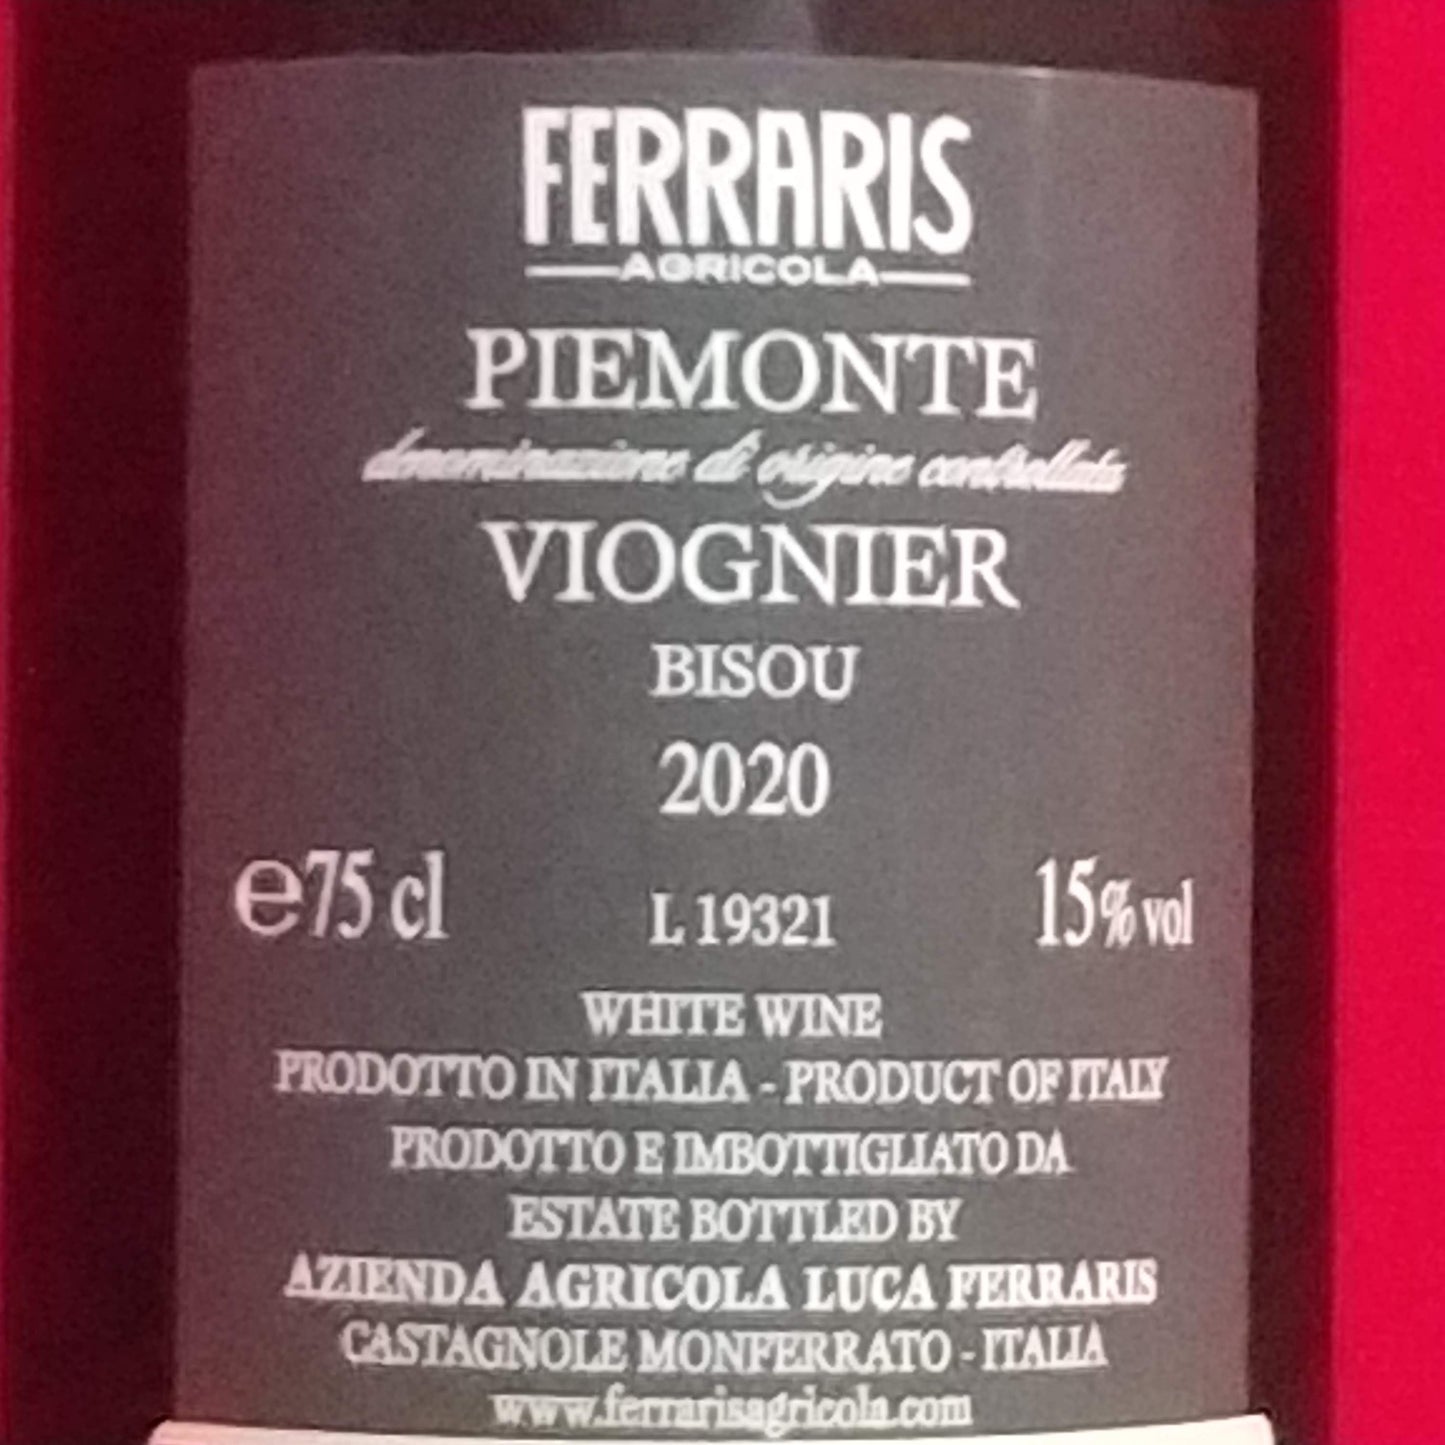 FERRARIS
AGRICOLA
PIEMONTE
denominazione di origine controllata
VIOGNIER
BISOU
2020
℮75 cl L 19321 15% vol
WHITE WINE
PRODOTTO IN ITALIA - PRODUCT OF ITALY
PRODOTTO E IMBOTTIGLIATO DA
ESTATE BOTTLED BY
AZIENDA AGRICOLA LUCA FERRARIS
CASTAGNOLE MONFERRATO - ITALIA
www.ferrarisagricola.com